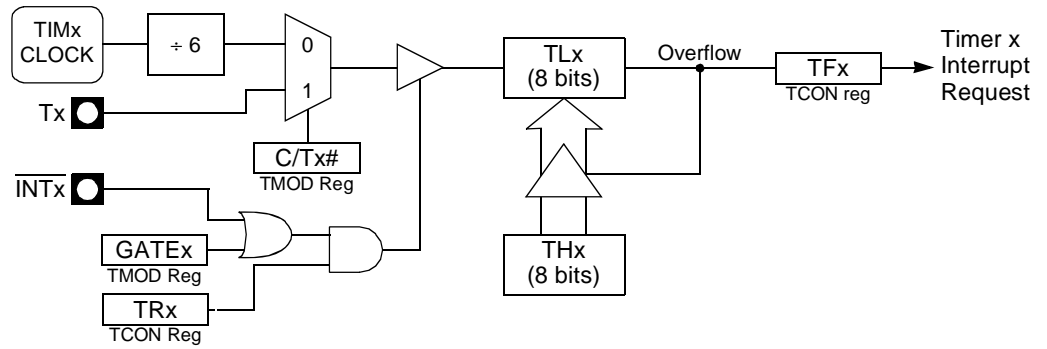 TIMx
CLOCK
÷ 6
0
1
Tx
C/Tx#
TMOD Reg
TLx
(8 bits)
Overflow
TFx
TCON reg
Timer x
Interrupt
Request
INTx
GATEx
TMOD Reg
TRx
TCON Reg
THx
(8 bits)